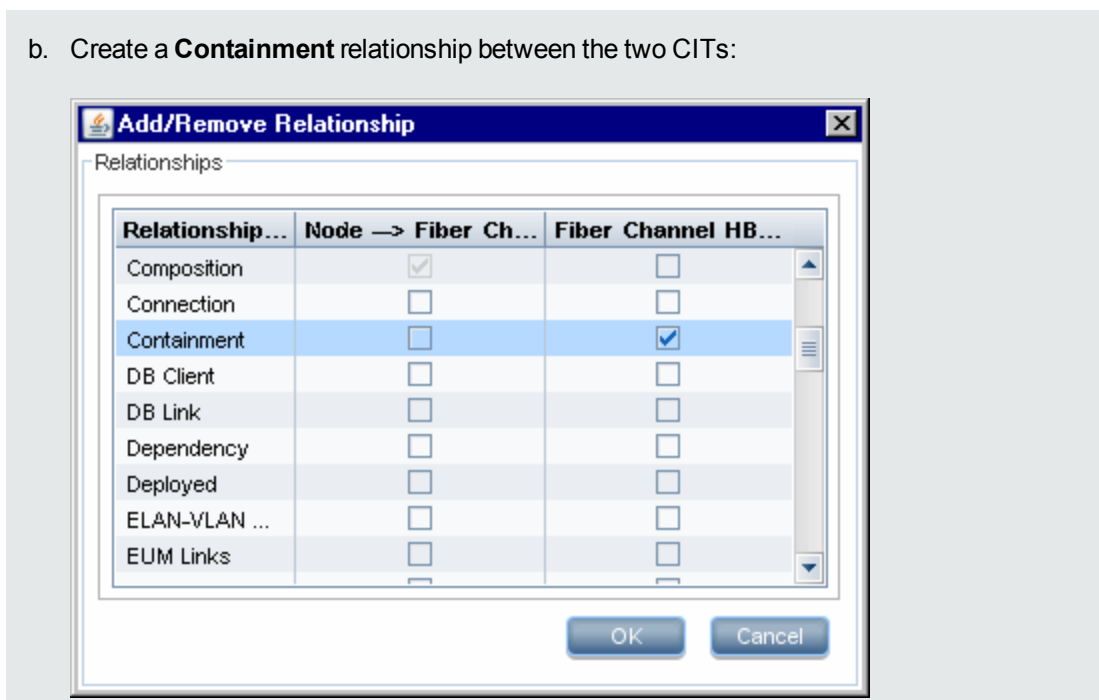 b. Create a Containment relationship between the two CITs:
Add/Remove Relationship
Relationships
Relationship... Node —> Fiber Ch... Fiber Channel HB...
Composition
Connection
Containment
DB Client
DB Link
Dependency
Deployed
ELAN-VLAN ...
EUM Links
OK Cancel